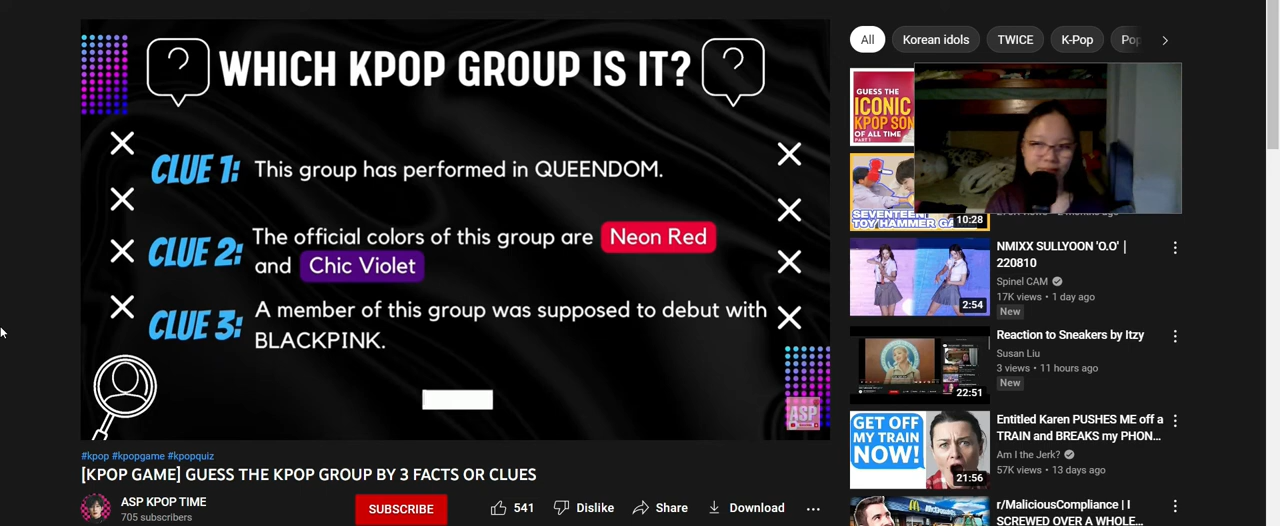 WHICH KPOP GROUP IS IT?
CLUE 1: This group has performed in QUEENDOM.
CLUE 2: The official colors of this group are Neon Red
and Chic Violet
CLUE 3: A member of this group was supposed to debut with
BLACKPINK.
ASP
#kpop #kpopgame #kpopquiz
[KPOP GAME] GUESS THE KPOP GROUP BY 3 FACTS OR CLUES
ASP KPOP TIME
705 subscribers
SUBSCRIBE
541
Dislike
Share
Download
All
Korean idols
TWICE
K-Pop
Pop
GUESS THE
ICONIC
KPOP SON
OF ALL TIME
PART 1
SEVENTEEN
TOY HAMMER GA
10:28
NMIXX SULLYOON 'O.O' |
220810
Spinel CAM
17K views • 1 day ago
New
2:54
Reaction to Sneakers by Itzy
Susan Liu
3 views • 11 hours ago
New
22:51
GET OFF
MY TRAIN
NOW!
21:56
Entitled Karen PUSHES ME off a
TRAIN and BREAKS my PHON...
Am I the Jerk?
57K views • 13 days ago
McDonald's
r/MaliciousCompliance | I
SCREWED OVER A WHOLE...